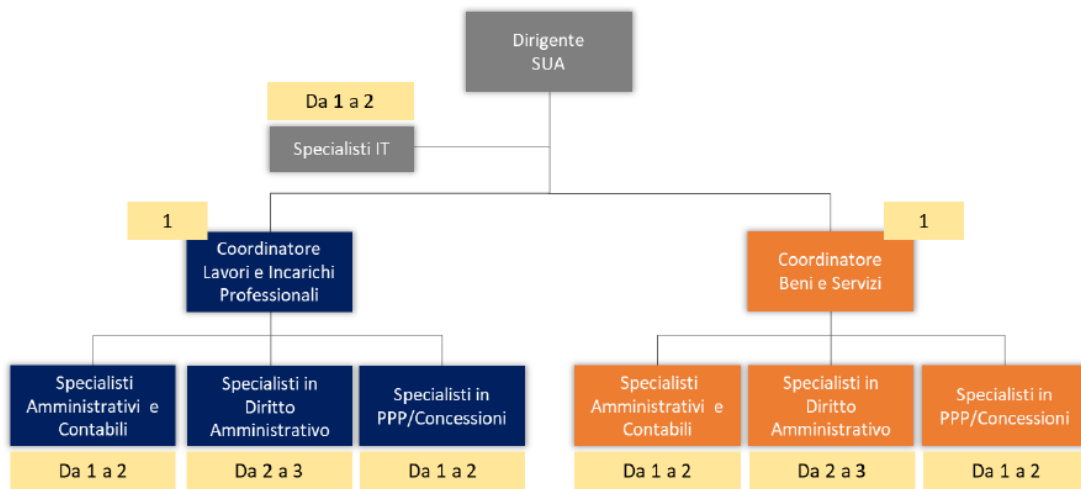 Dirigente
SUA
Da 1 a 2
Specialisti IT
1
Coordinatore
Lavori e Incarichi
Professionali
1
Coordinatore
Beni e Servizi
Specialisti
Amministrativi e
Contabili
Da 1 a 2
Specialisti in
Diritto
Amministrativo
Da 2 a 3
Specialisti in
PPP/Concessioni
Da 1 a 2
Specialisti
Amministrativi e
Contabili
Da 1 a 2
Specialisti in
Diritto
Amministrativo
Da 2 a 3
Specialisti in
PPP/Concessioni
Da 1 a 2